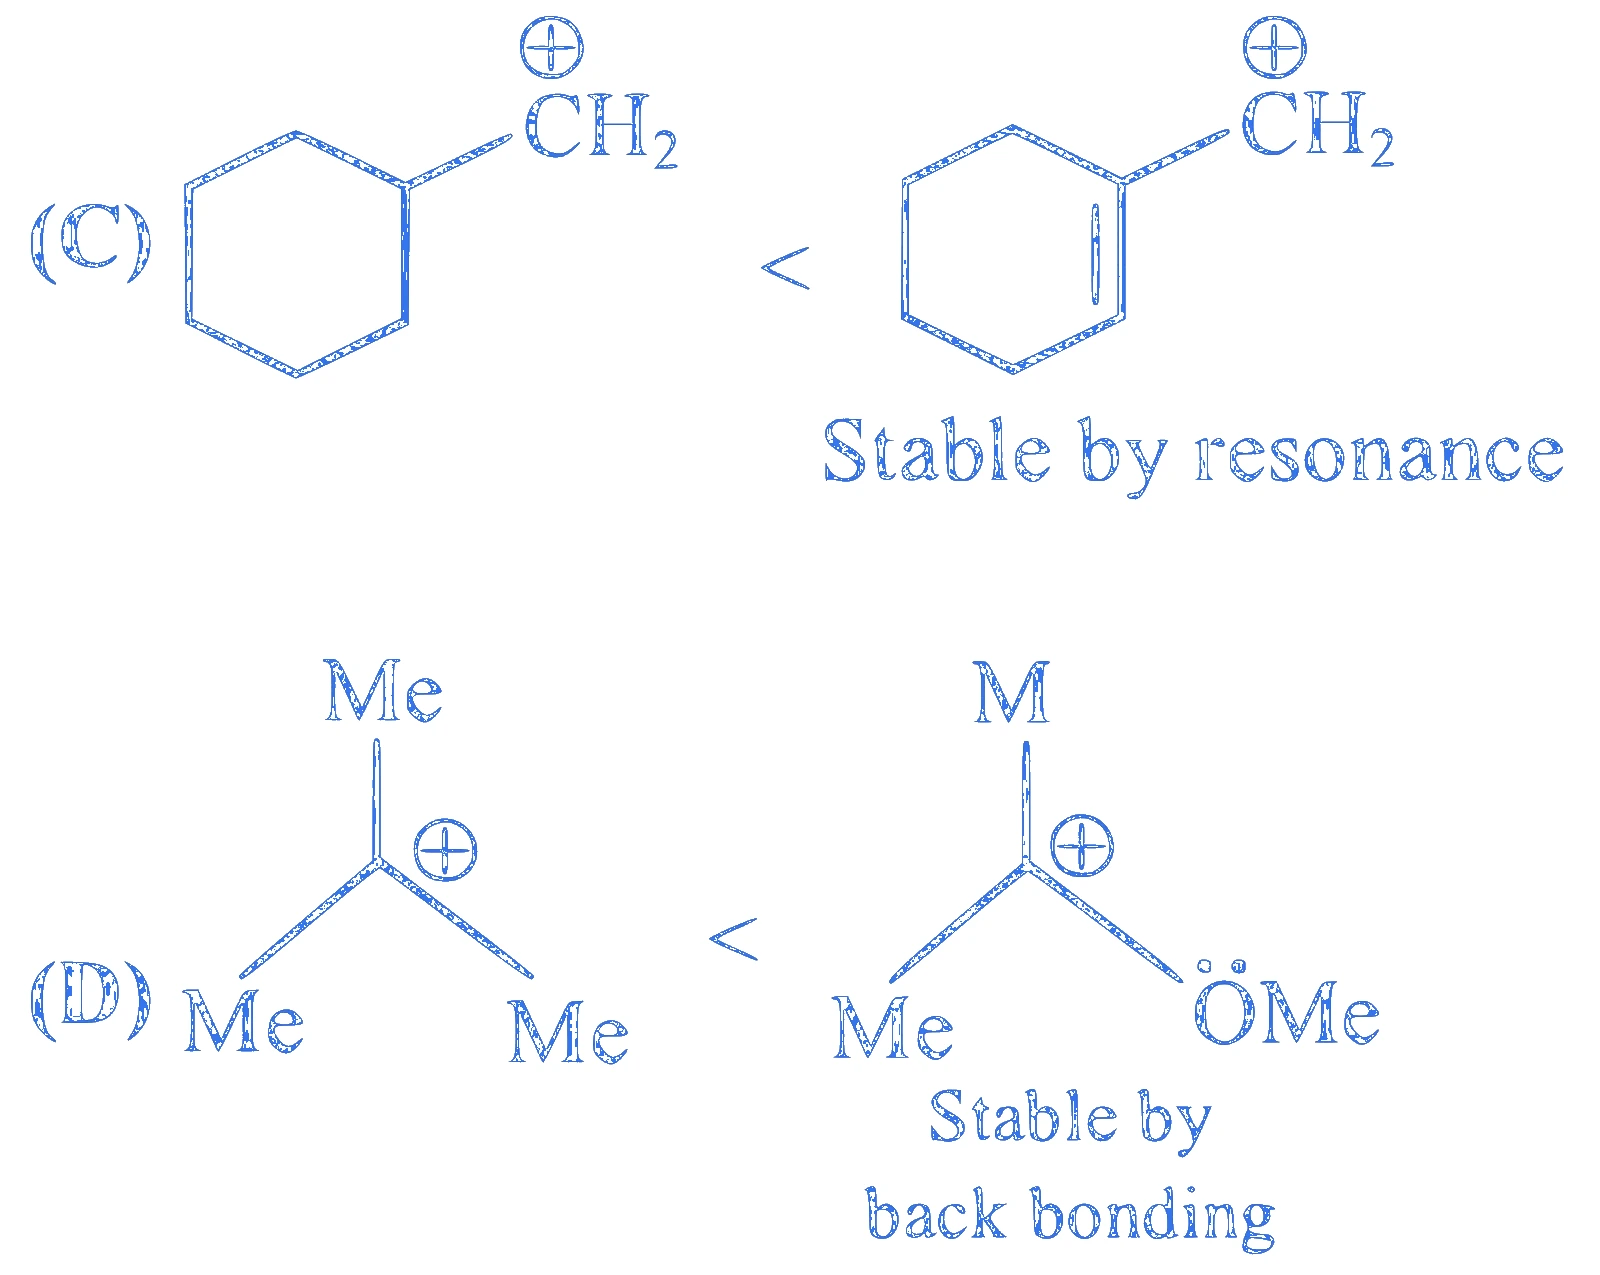 ⊕ ⊕
(C) CH₂ < CH₂
Stable by resonance
Me M
⊕ ⊕
(D) Me Me < Me ÖMe
Stable by
back bonding